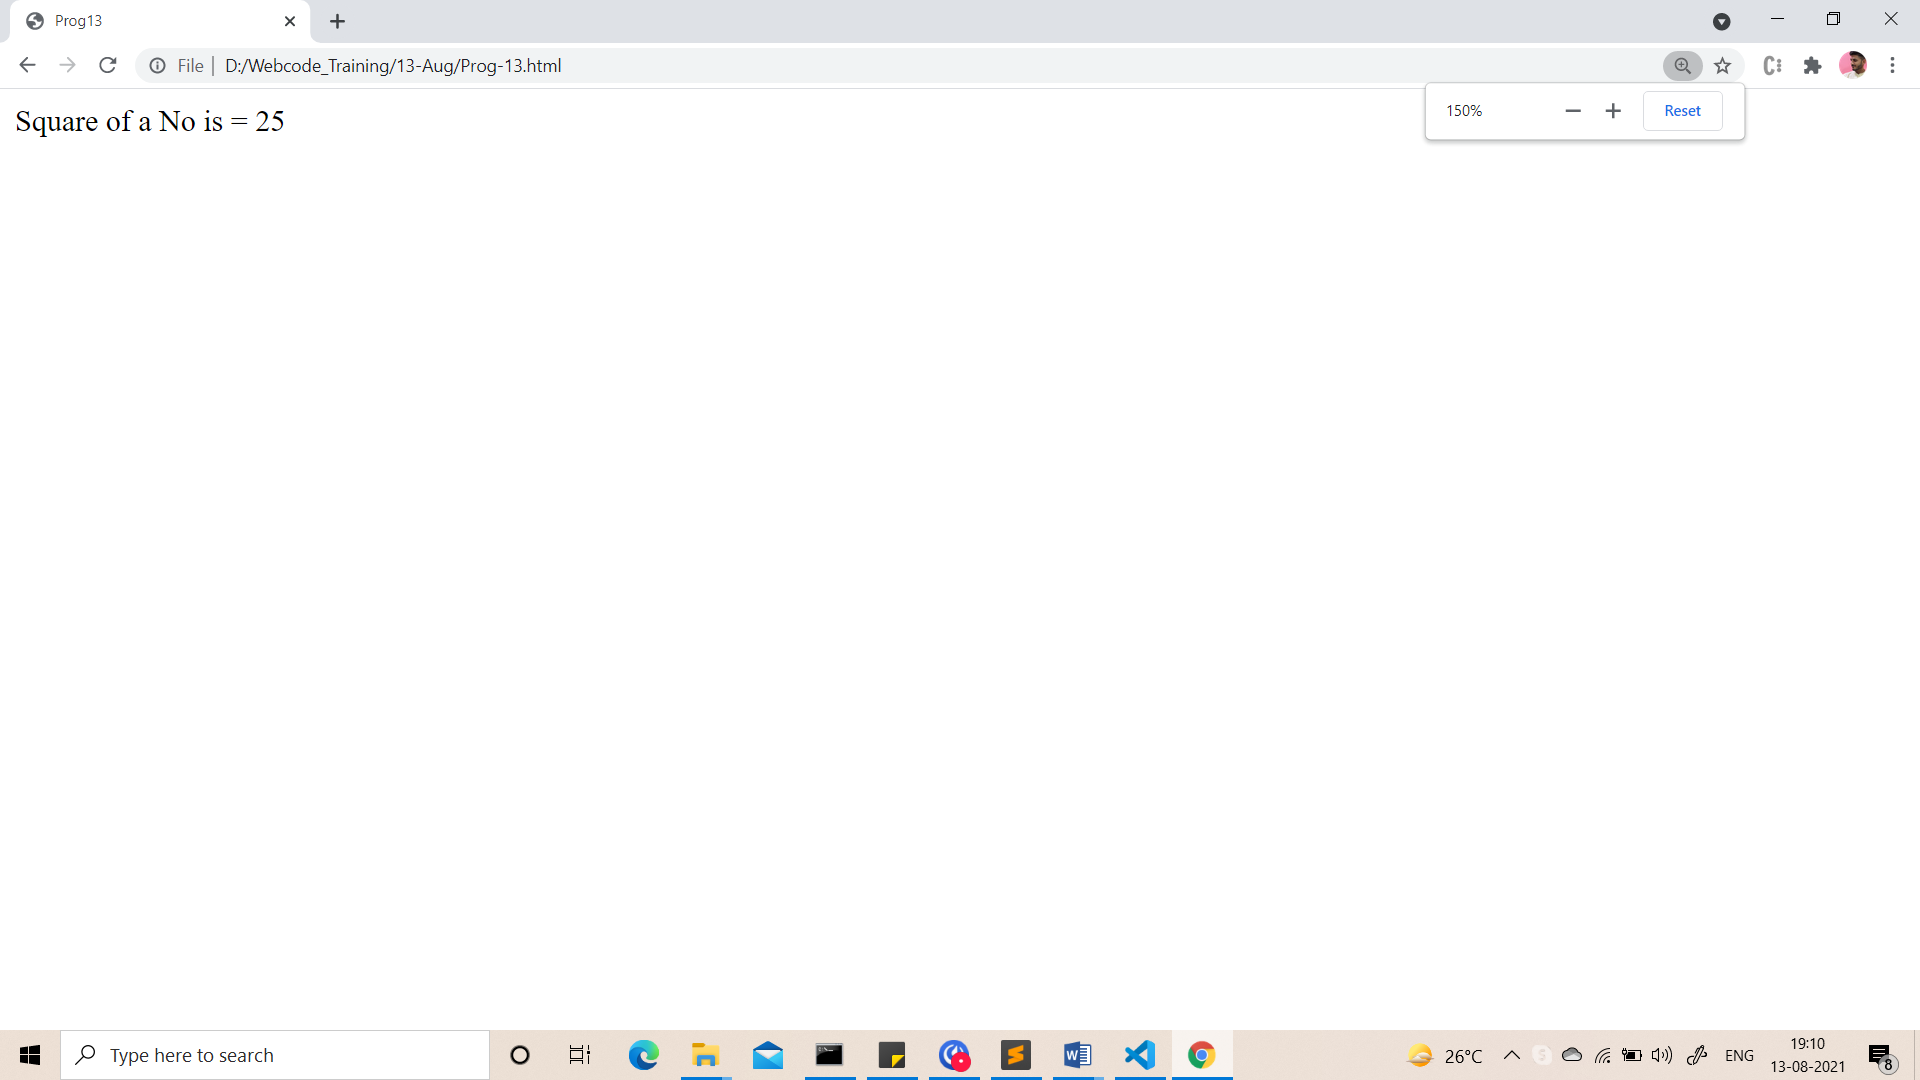 Prog13
File D:/Webcode_Training/13-Aug/Prog-13.html
150% Reset
Square of a No is = 25
Type here to search
26°C ENG 19:10
13-08-2021
8